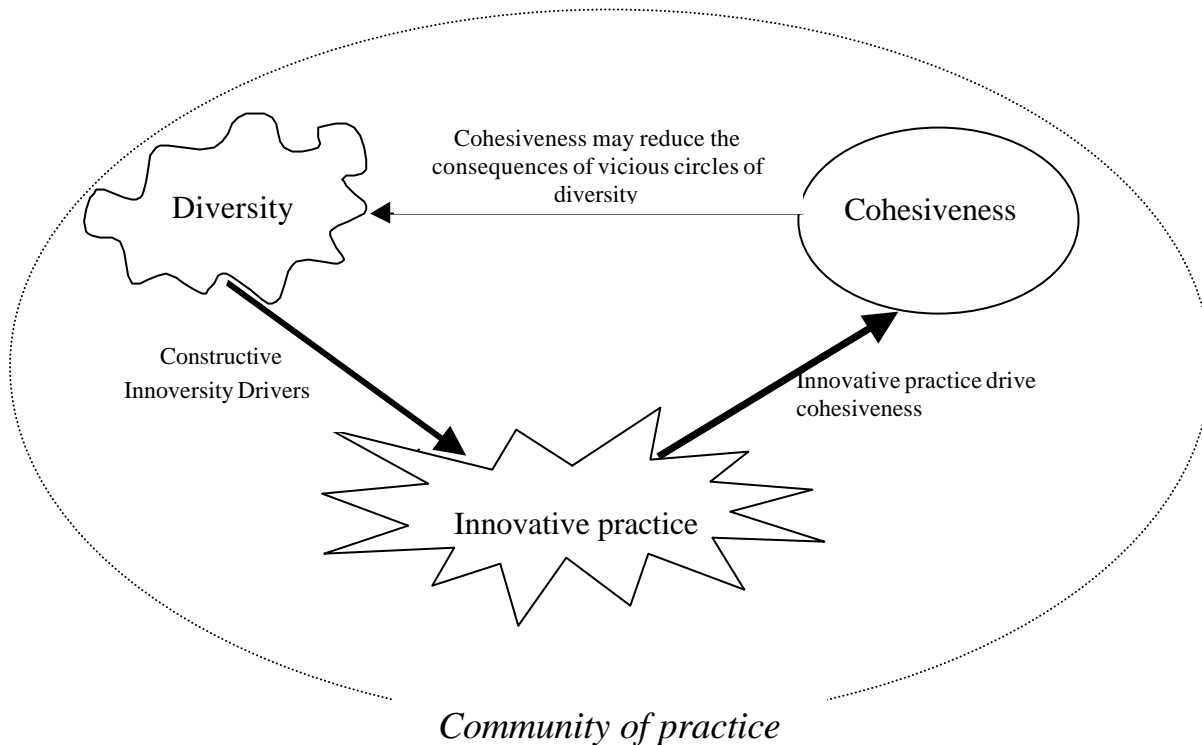 Cohesiveness may reduce the
consequences of vicious circles of
diversity
Diversity
Cohesiveness
Constructive
Innoversity Drivers
Innovative practice drive
cohesiveness
Innovative practice
Community of practice